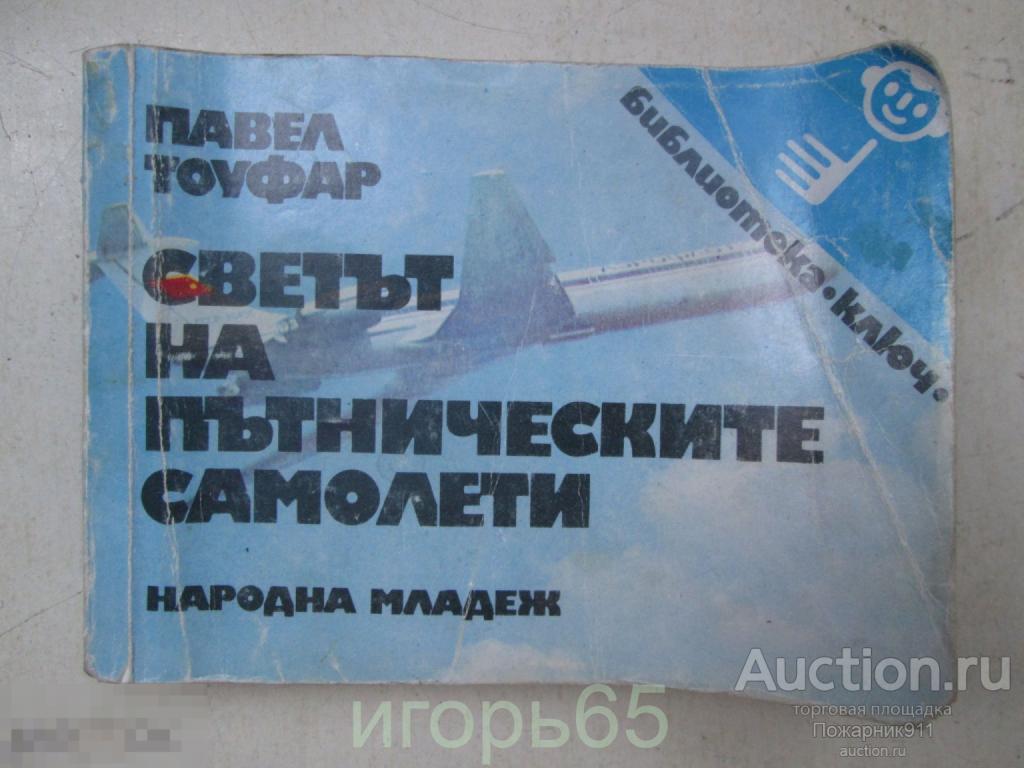 ПАВЕЛ
ТОУФАР
СВЕТЪТ
НА
ПЪТНИЧЕСКИТЕ
САМОЛЕТИ
НАРОДНА МЛАДЕЖ
библиотека • ключ •
игорь65
Auction.ru
торговая площадка
Пожарник911
auction.ru